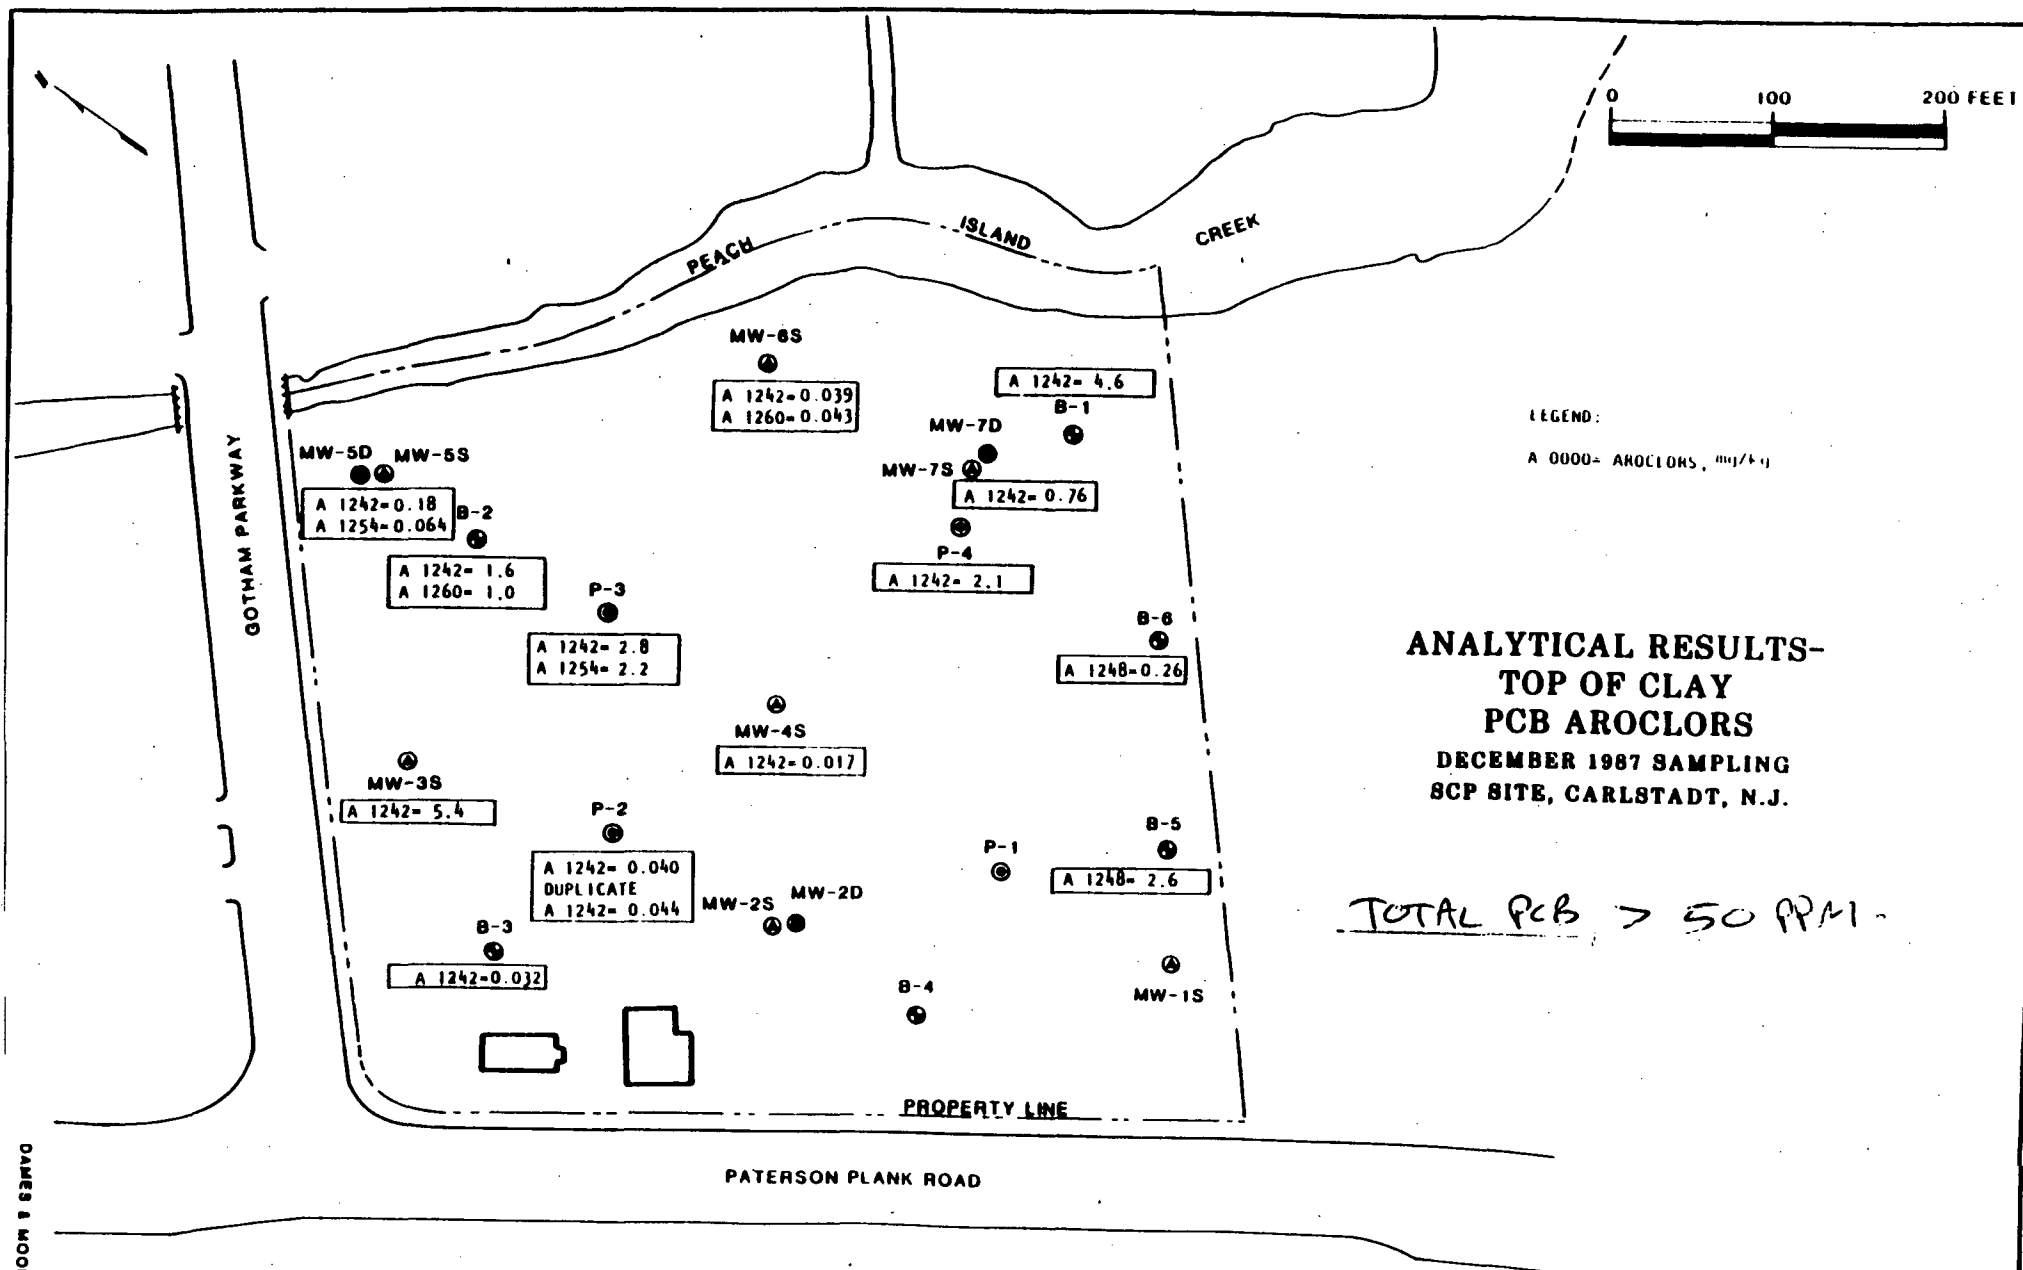 0 100 200 FEET
PEACH ISLAND CREEK
MW-6S
A 1242=0.039
A 1260=0.043
A 1242= 4.6
B-1
MW-7D
MW-7S
A 1242= 0.76
P-4
A 1242= 2.1
MW-5D MW-5S
A 1242=0.18
A 1254=0.064
B-2
A 1242= 1.6
A 1260= 1.0
GOTHAM PARKWAY
P-3
A 1242= 2.8
A 1254= 2.2
B-6
A 1248=0.26
LEGEND:
A 0000= AROCLORS, mg/kg
ANALYTICAL RESULTS-
TOP OF CLAY
PCB AROCLORS
DECEMBER 1987 SAMPLING
SCP SITE, CARLSTADT, N.J.
MW-4S
A 1242=0.017
MW-3S
A 1242= 5.4
P-2
A 1242= 0.040
DUPLICATE
A 1242= 0.044
P-1
B-5
A 1248= 2.6
TOTAL PCB > 50 PPM.
MW-2S MW-2D
B-3
A 1242=0.032
B-4
MW-1S
PROPERTY LINE
PATERSON PLANK ROAD
DAMES & MOO